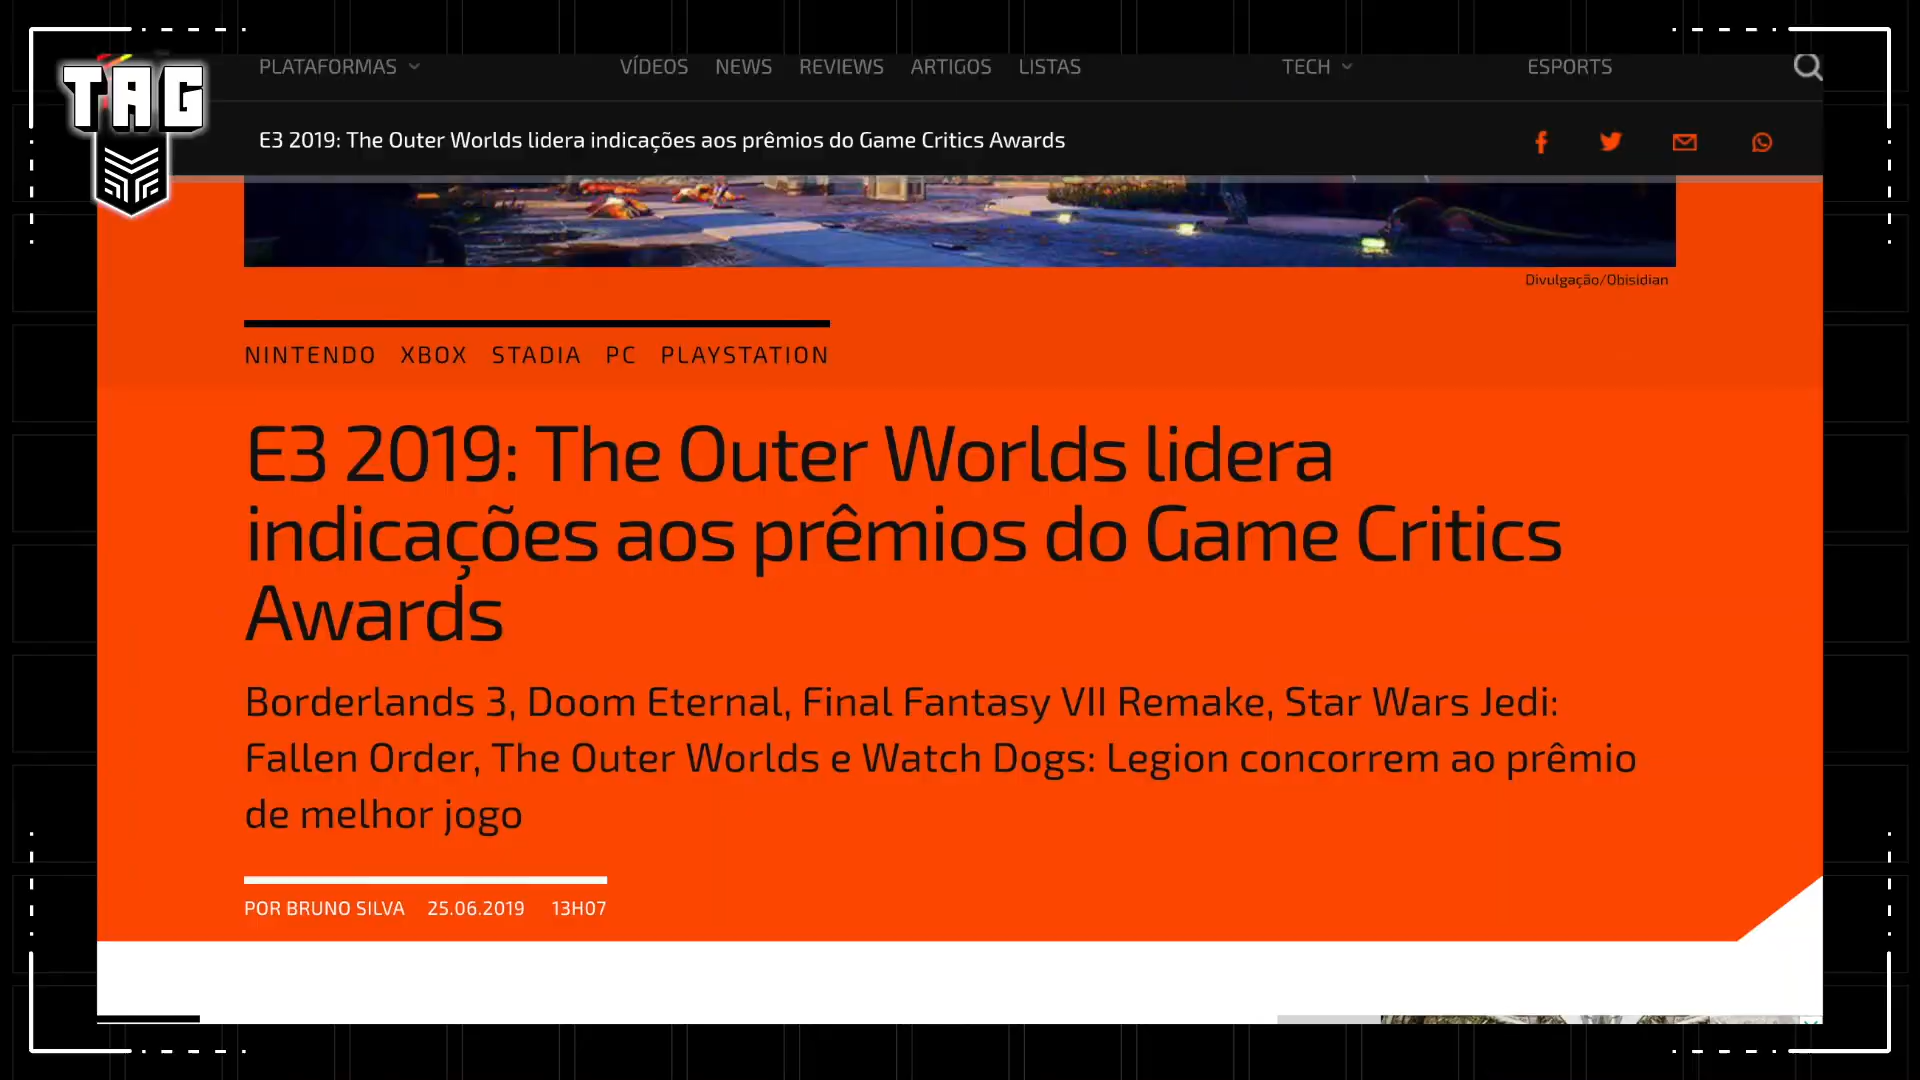 TAG
PLATAFORMAS VÍDEOS NEWS REVIEWS ARTIGOS LISTAS TECH ESPORTS
E3 2019: The Outer Worlds lidera indicações aos prêmios do Game Critics Awards
Divulgação/Obisidian
NINTENDO XBOX STADIA PC PLAYSTATION
E3 2019: The Outer Worlds lidera
indicações aos prêmios do Game Critics
Awards
Borderlands 3, Doom Eternal, Final Fantasy VII Remake, Star Wars Jedi:
Fallen Order, The Outer Worlds e Watch Dogs: Legion concorrem ao prêmio
de melhor jogo
POR BRUNO SILVA 25.06.2019 13H07